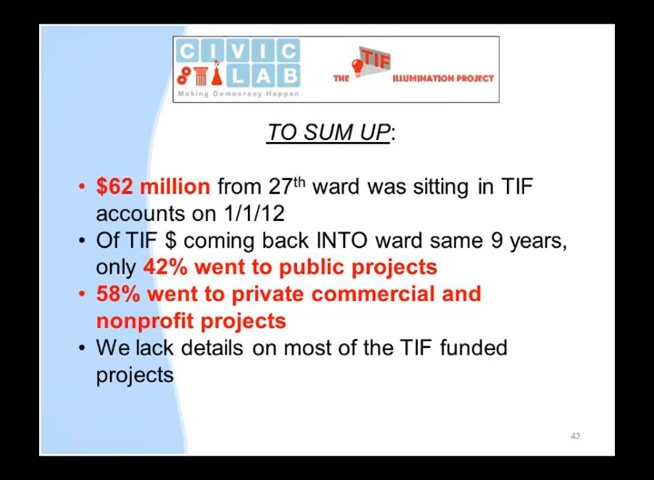 CIVIC
LAB
Making Democracy Happen
THE TIF ILLUMINATION PROJECT
TO SUM UP:
• $62 million from 27th ward was sitting in TIF
accounts on 1/1/12
• Of TIF $ coming back INTO ward same 9 years,
only 42% went to public projects
• 58% went to private commercial and
nonprofit projects
• We lack details on most of the TIF funded
projects
42